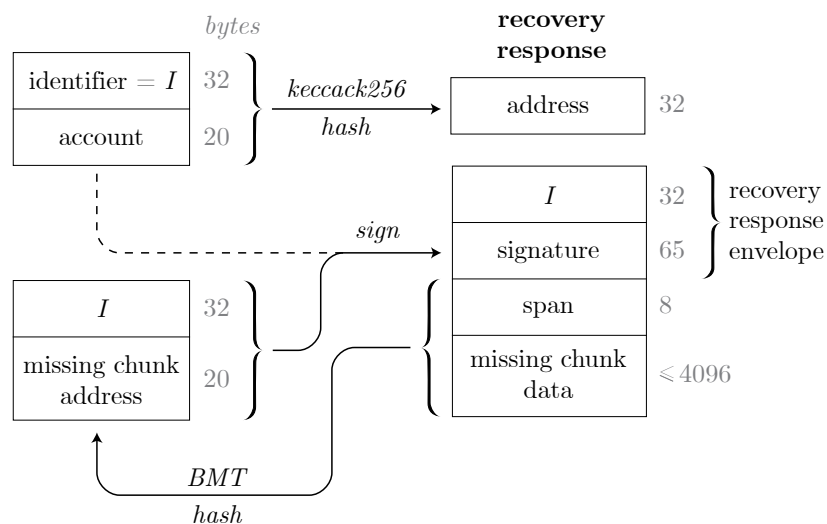 bytes
recovery
response
identifier = I
32
account
20
keccack256
hash
address
32
sign
I
32
signature
65
span
8
missing chunk
data
⩽4096
recovery
response
envelope
I
32
missing chunk
address
20
BMT
hash